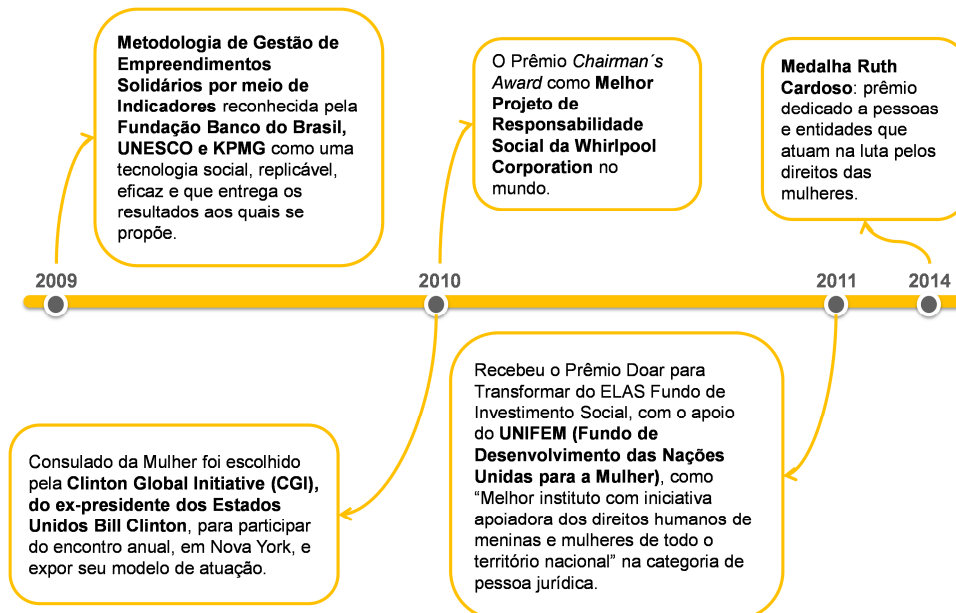 Metodologia de Gestão de
Empreendimentos
Solidários por meio de
Indicadores reconhecida pela
Fundação Banco do Brasil,
UNESCO e KPMG como uma
tecnologia social, replicável,
eficaz e que entrega os
resultados aos quais se
propõe.
O Prêmio Chairman´s
Award como Melhor
Projeto de
Responsabilidade
Social da Whirlpool
Corporation no
mundo.
Medalha Ruth
Cardoso: prêmio
dedicado a pessoas
e entidades que
atuam na luta pelos
direitos das
mulheres.
2009
2010
2011
2014
Consulado da Mulher foi escolhido
pela Clinton Global Initiative (CGI),
do ex-presidente dos Estados
Unidos Bill Clinton, para participar
do encontro anual, em Nova York, e
expor seu modelo de atuação.
Recebeu o Prêmio Doar para
Transformar do ELAS Fundo de
Investimento Social, com o apoio
do UNIFEM (Fundo de
Desenvolvimento das Nações
Unidas para a Mulher), como
“Melhor instituto com iniciativa
apoiadora dos direitos humanos de
meninas e mulheres de todo o
território nacional” na categoria de
pessoa jurídica.